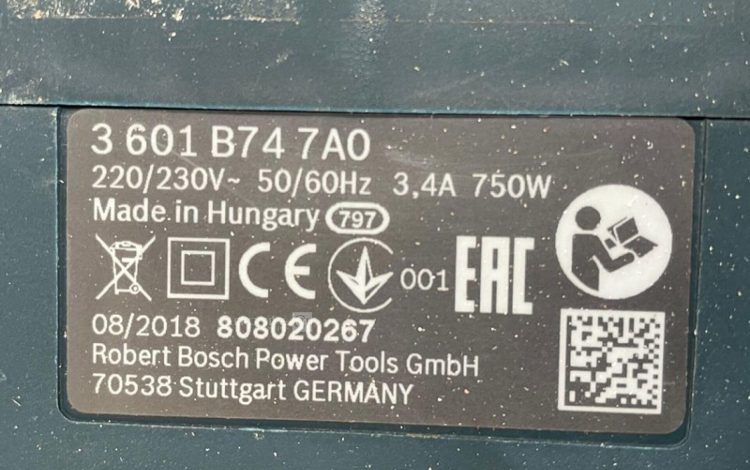 3 601 B74 7A0
220/230V~ 50/60Hz 3,4A 750W
Made in Hungary 797
CE 001 EAC
08/2018 808020267
Robert Bosch Power Tools GmbH
70538 Stuttgart GERMANY